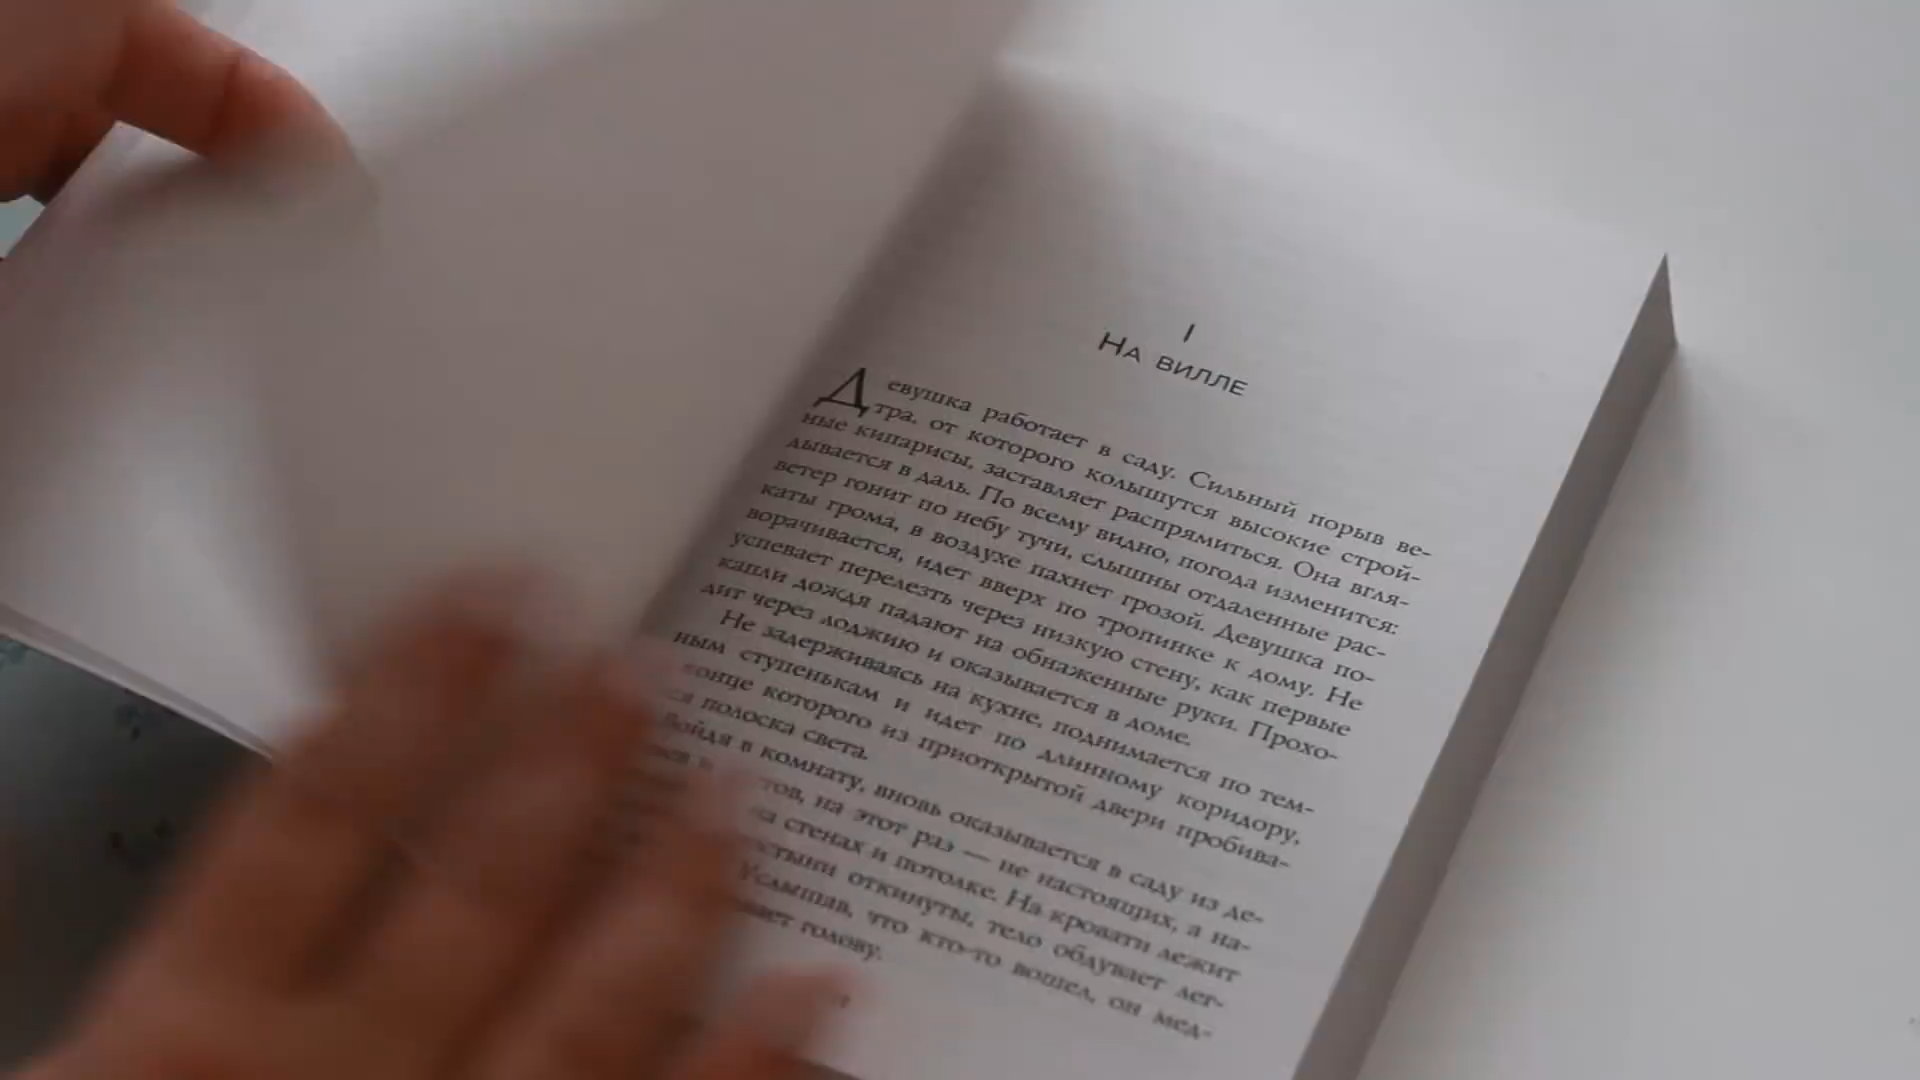 I
На вилле
Девушка работает в саду. Сильный порыв ве-
тра, от которого колышутся высокие строй-
ные кипарисы, заставляет распрямиться. Она вгля-
дывается в даль. По всему видно, погода изменится:
ветер гонит по небу тучи, слышны отдаленные рас-
каты грома, в воздухе пахнет грозой. Девушка по-
ворачивается, идет вверх по тропинке к дому. Не
успевает перелезть через низкую стену, как первые
капли дождя падают на обнаженные руки. Прохо-
дит через лоджию и оказывается в доме.
Не задерживаясь на кухне, поднимается по тем-
ным ступенькам и идет по длинному коридору,
конце которого из приоткрытой двери пробива-
полоска света.
Войдя в комнату, вновь оказывается в саду из де-
на этот раз — не настоящих, а на-
на стенах и потолке. На кровати лежит
откинуты, тело обдувает лег-
Услышав, что кто-то вошел, он мед-
голову.